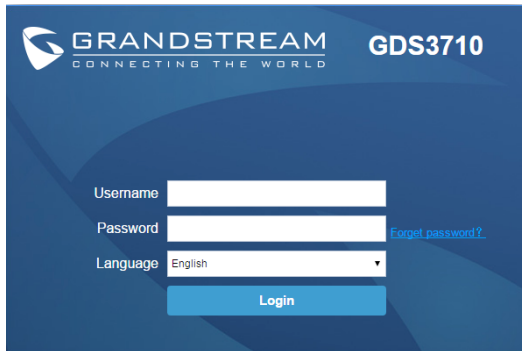 GRANDSTREAM
CONNECTING THE WORLD
GDS3710
Username
Password
Forget password?
Language English
Login